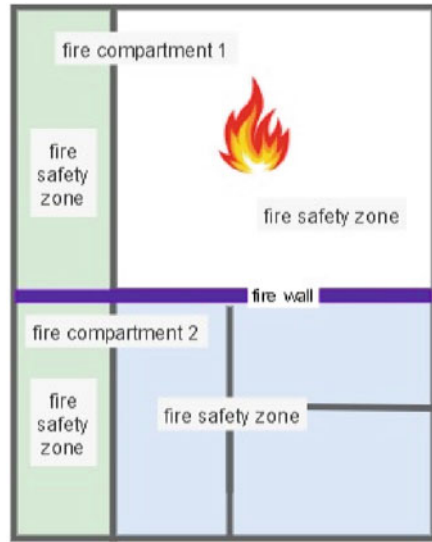 fire compartment 1
fire
safety
zone
fire safety zone
fire wall
fire compartment 2
fire
safety
zone
fire safety zone